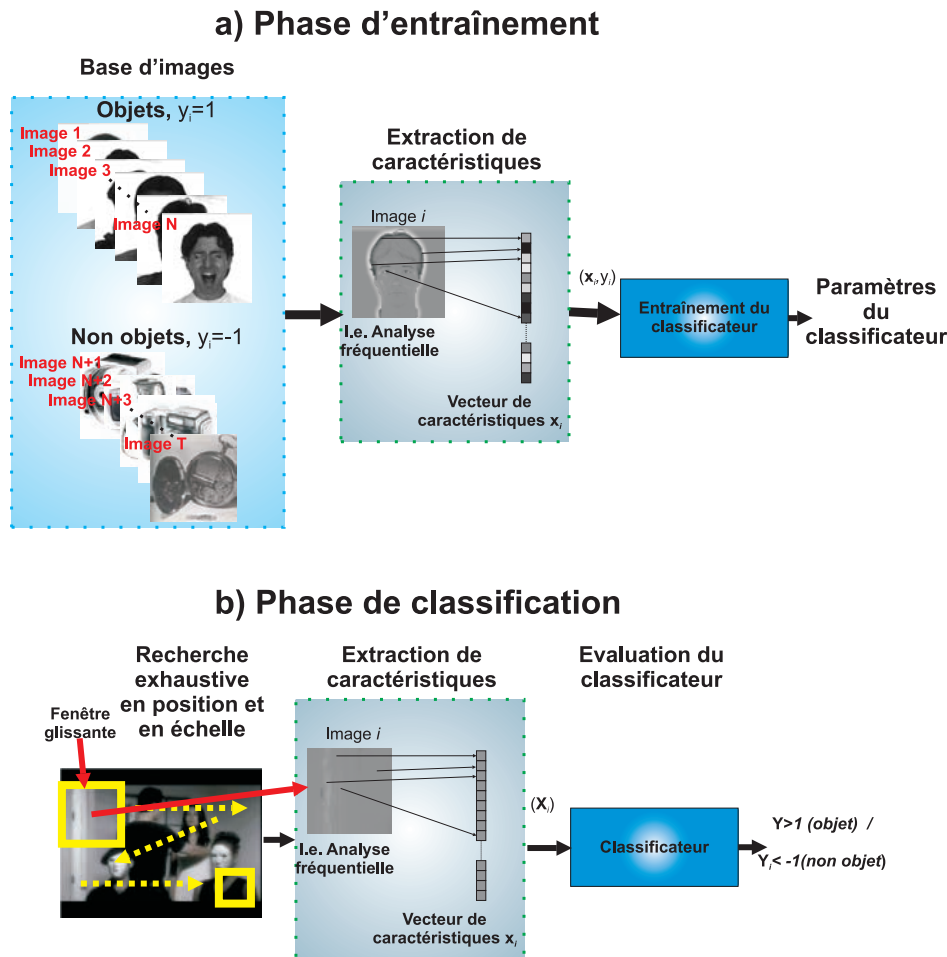 a) Phase d'entraînement
Base d'images
Objets, yi=1
Image 1
Image 2
Image 3
Image N
Non objets, yi=-1
Image N+1
Image N+2
Image N+3
Image T
Extraction de
caractéristiques
Image i
I.e. Analyse
fréquentielle
Vecteur de
caractéristiques xi
(xi,yi)
Entraînement du
classificateur
Paramètres
du
classificateur
b) Phase de classification
Recherche
exhaustive
en position et
en échelle
Fenêtre
glissante
Extraction de
caractéristiques
Image i
I.e. Analyse
fréquentielle
Vecteur de
caractéristiques xi
(Xi)
Evaluation du
classificateur
Classificateur
Y>1 (objet) /
Yi< -1(non objet)